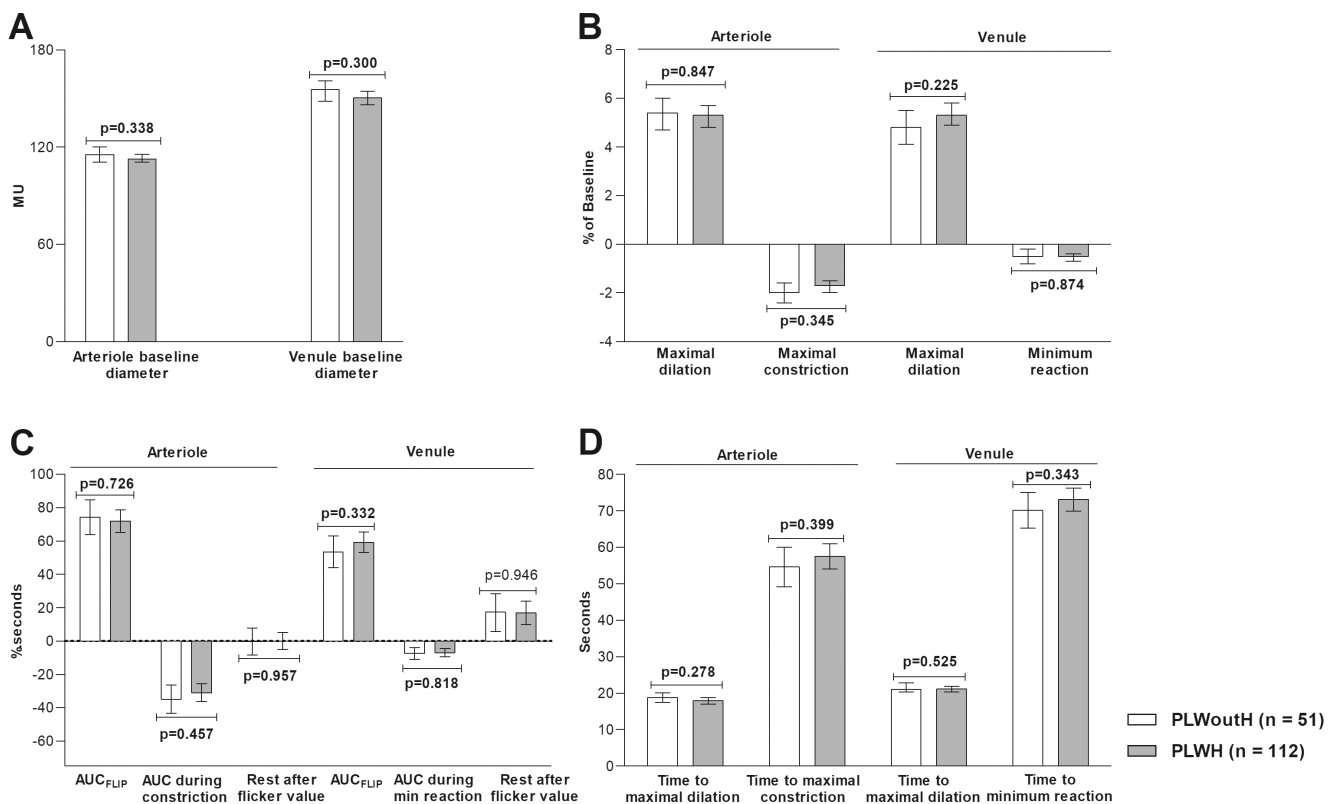 A
180
120
60
0
MU
p=0.338
p=0.300
Arteriole baseline
diameter
Venule baseline
diameter
B
Arteriole
Venule
8
6
4
2
0
-2
-4
% of Baseline
p=0.847
p=0.345
p=0.225
p=0.874
Maximal
dilation
Maximal
constriction
Maximal
dilation
Minimum
reaction
C
Arteriole
Venule
100
80
60
40
20
0
-20
-40
-60
%seconds
p=0.726
p=0.457
p=0.957
p=0.332
p=0.818
p=0.946
AUCFLIP
AUC during
constriction
Rest after
flicker value
AUCFLIP
AUC during
min reaction
Rest after
flicker value
D
Arteriole
Venule
80
70
60
50
40
30
20
10
0
Seconds
p=0.278
p=0.399
p=0.525
p=0.343
Time to
maximal dilation
Time to maximal
constriction
Time to
maximal dilation
Time to
minimum reaction
PLWoutH (n = 51)
PLWH (n = 112)